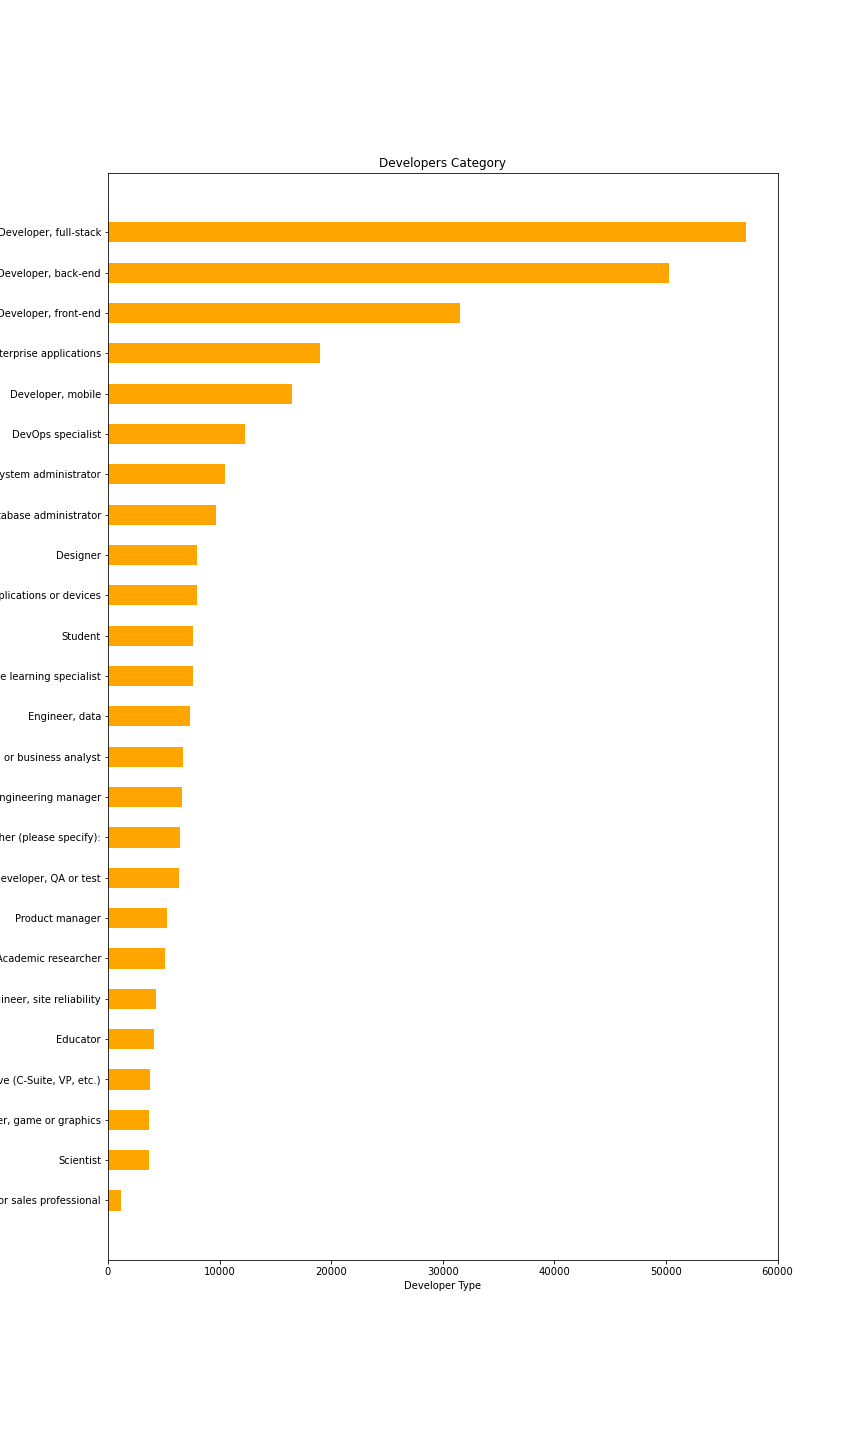 Developers Category
Developer, full-stack
Developer, back-end
Developer, front-end
terprise applications
Developer, mobile
DevOps specialist
ystem administrator
tabase administrator
Designer
plications or devices
Student
e learning specialist
Engineer, data
or business analyst
ngineering manager
her (please specify):
eveloper, QA or test
Product manager
Academic researcher
ineer, site reliability
Educator
ve (C-Suite, VP, etc.)
er, game or graphics
Scientist
or sales professional
0 10000 20000 30000 40000 50000 60000
Developer Type